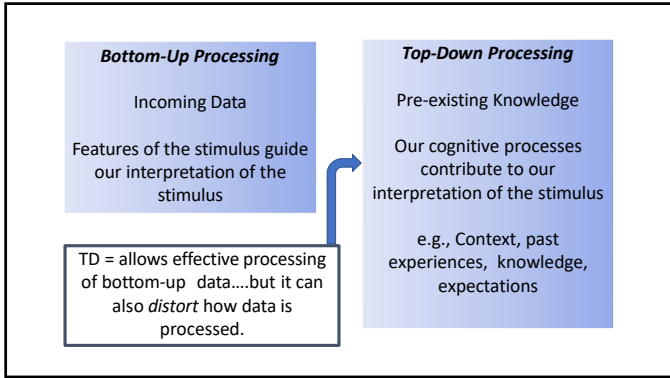 Bottom-Up Processing
Incoming Data
Features of the stimulus guide
our interpretation of the
stimulus
TD = allows effective processing
of bottom-up data....but it can
also distort how data is
processed.
Top-Down Processing
Pre-existing Knowledge
Our cognitive processes
contribute to our
interpretation of the stimulus
e.g., Context, past
experiences, knowledge,
expectations